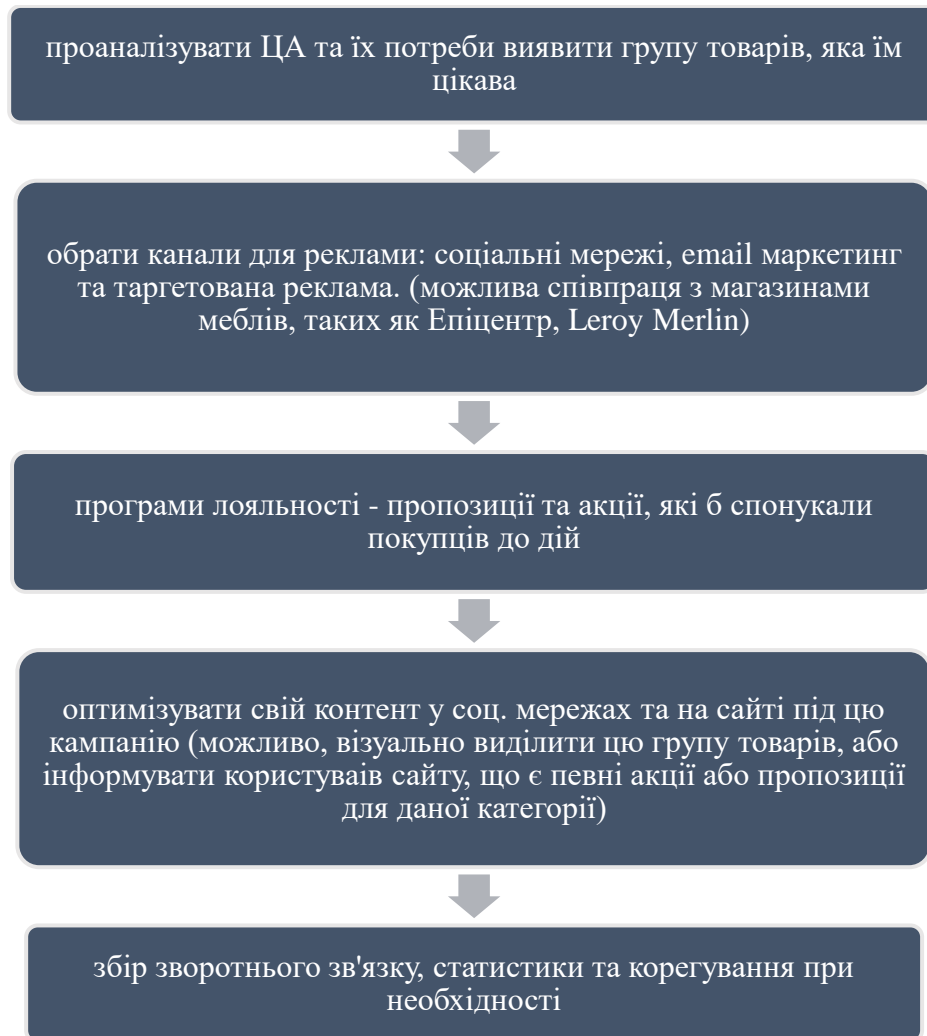 проаналізувати ЦА та їх потреби виявити групу товарів, яка їм
цікава
обрати канали для реклами: соціальні мережі, email маркетинг
та таргетована реклама. (можлива співпраця з магазинами
меблів, таких як Епіцентр, Leroy Merlin)
програми лояльності - пропозиції та акції, які б спонукали
покупців до дій
оптимізувати свій контент у соц. мережах та на сайті під цю
кампанію (можливо, візуально виділити цю групу товарів, або
інформувати користуваів сайту, що є певні акції або пропозиції
для даної категорії)
збір зворотнього зв'язку, статистики та корегування при
необхідності